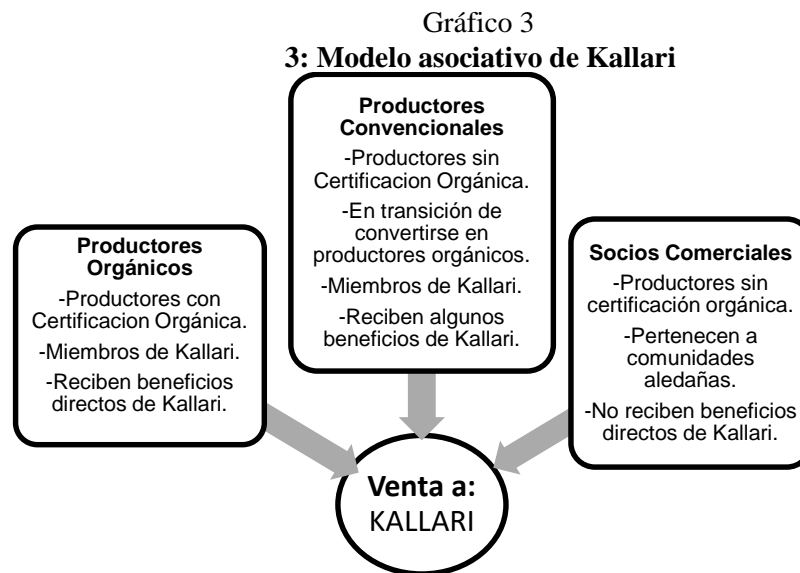 Gráfico 3
3: Modelo asociativo de Kallari
Productores
Convencionales
-Productores sin
Certificacion Orgánica.
-En transición de
convertirse en
productores orgánicos.
-Miembros de Kallari.
-Reciben algunos
beneficios de Kallari.
Productores
Orgánicos
-Productores con
Certificacion Orgánica.
-Miembros de Kallari.
-Reciben beneficios
directos de Kallari.
Socios Comerciales
-Productores sin
certificación orgánica.
-Pertenecen a
comunidades
aledañas.
-No reciben beneficios
directos de Kallari.
Venta a:
KALLARI